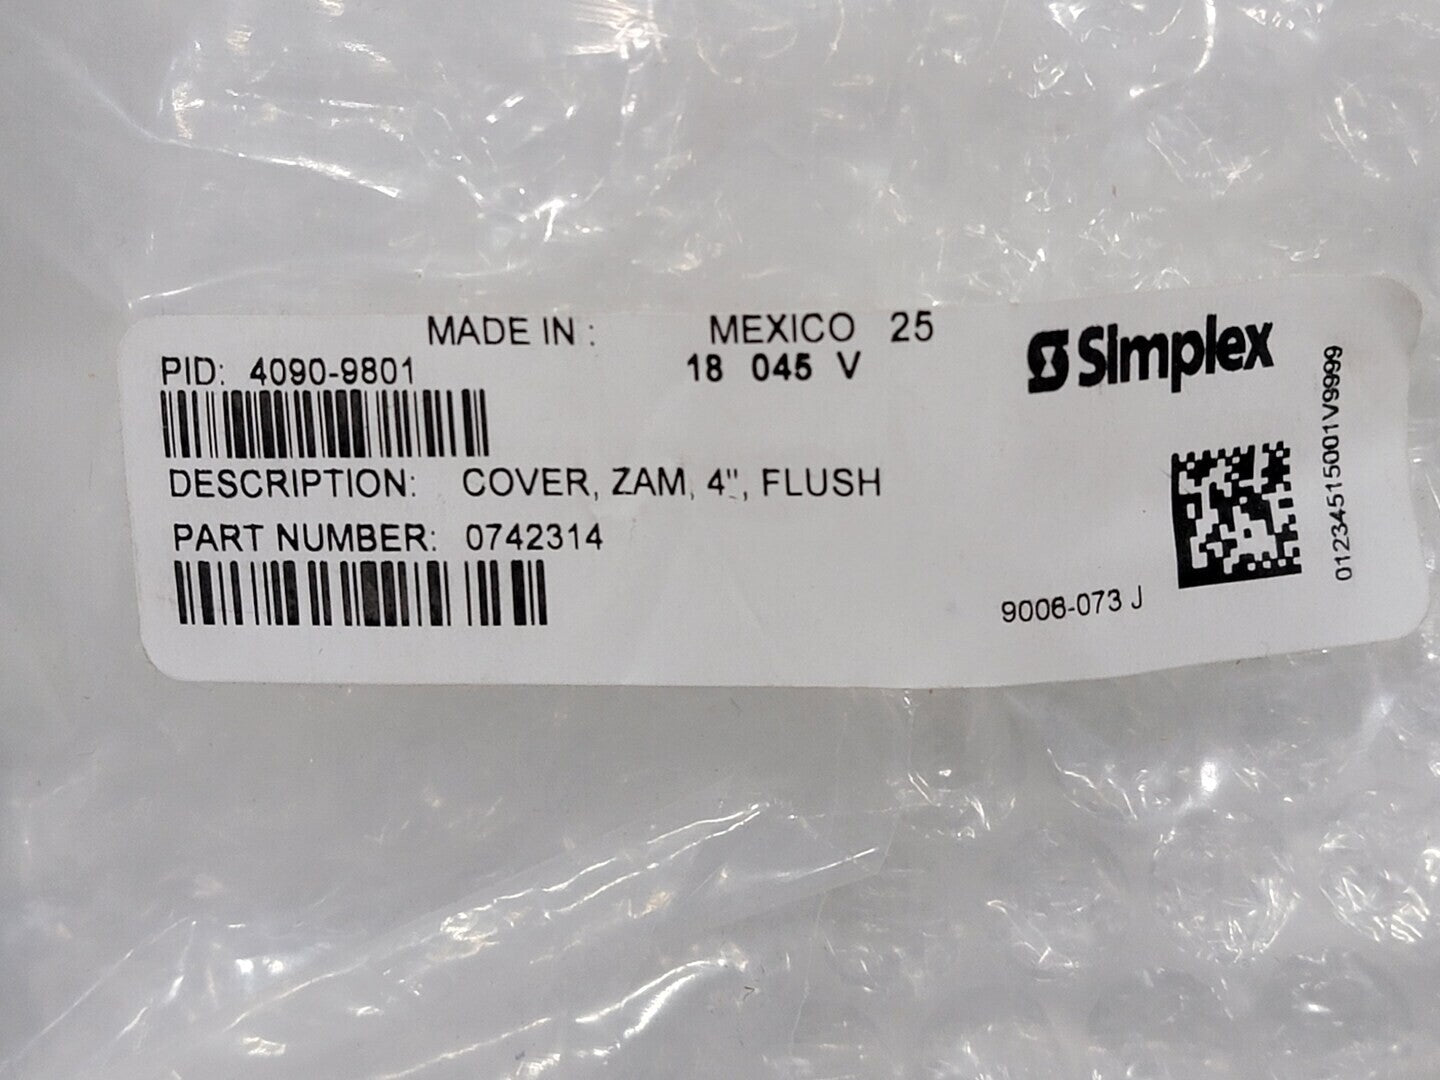 MADE IN : MEXICO 25
PID: 4090-9801 18 045 V
Simplex
DESCRIPTION: COVER, ZAM, 4", FLUSH
PART NUMBER: 0742314
9006-073 J
0123451515001V9999